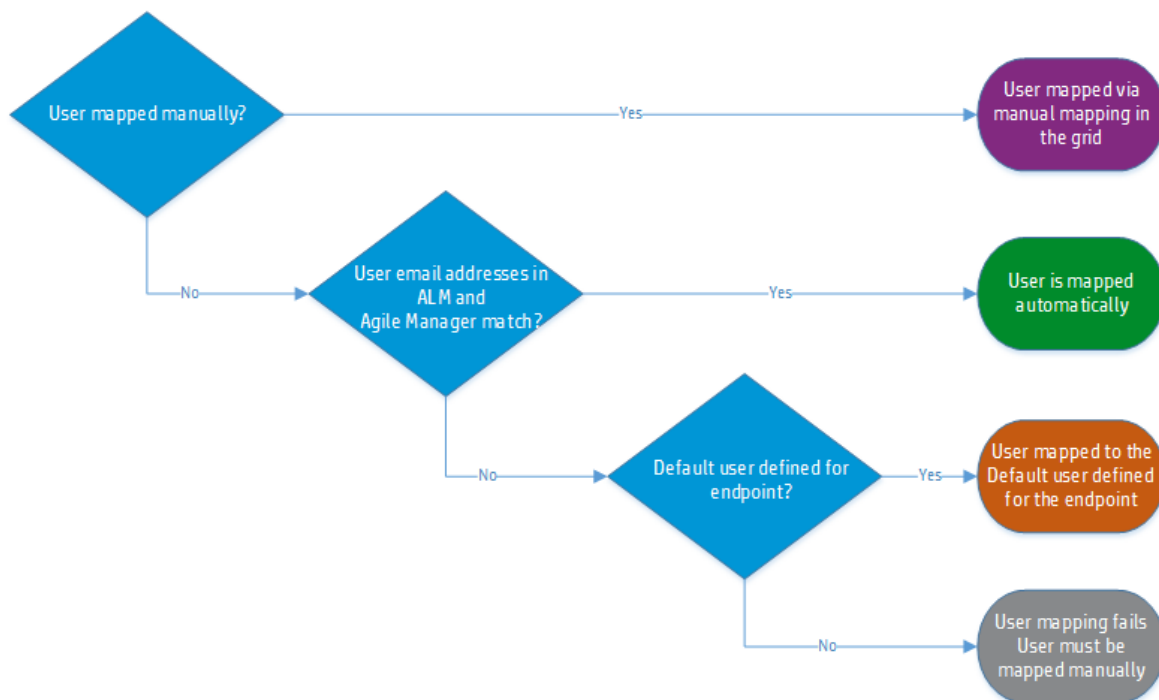 User mapped manually?
Yes
User mapped via
manual mapping in
the grid
No
User email addresses in
ALM and
Agile Manager match?
Yes
User is mapped
automatically
No
Default user defined for
endpoint?
Yes
User mapped to the
Default user defined
for the endpoint
No
User mapping fails
User must be
mapped manually